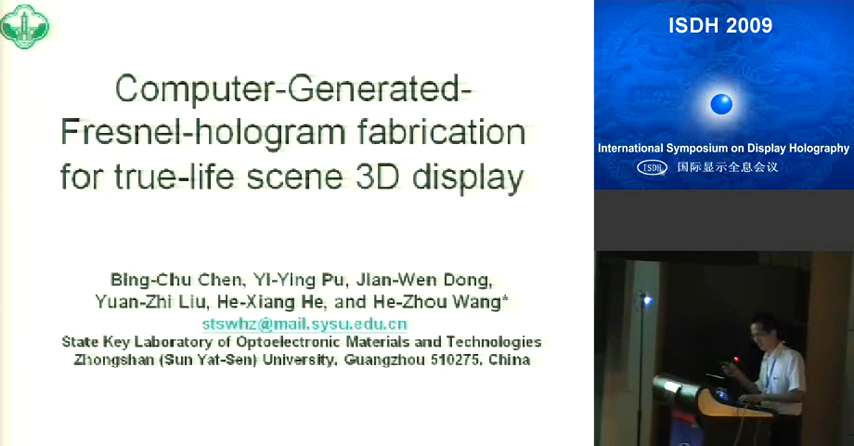 Computer-Generated-
Fresnel-hologram fabrication
for true-life scene 3D display
Bing-Chu Chen, Yi-Ying Pu, Jian-Wen Dong,
Yuan-Zhi Liu, He-Xiang He, and He-Zhou Wang*
stswhz@mail.sysu.edu.cn
State Key Laboratory of Optoelectronic Materials and Technologies
Zhongshan (Sun Yat-Sen) University, Guangzhou 510275, China
ISDH 2009
International Symposium on Display Holography
ISDH 国际显示全息会议